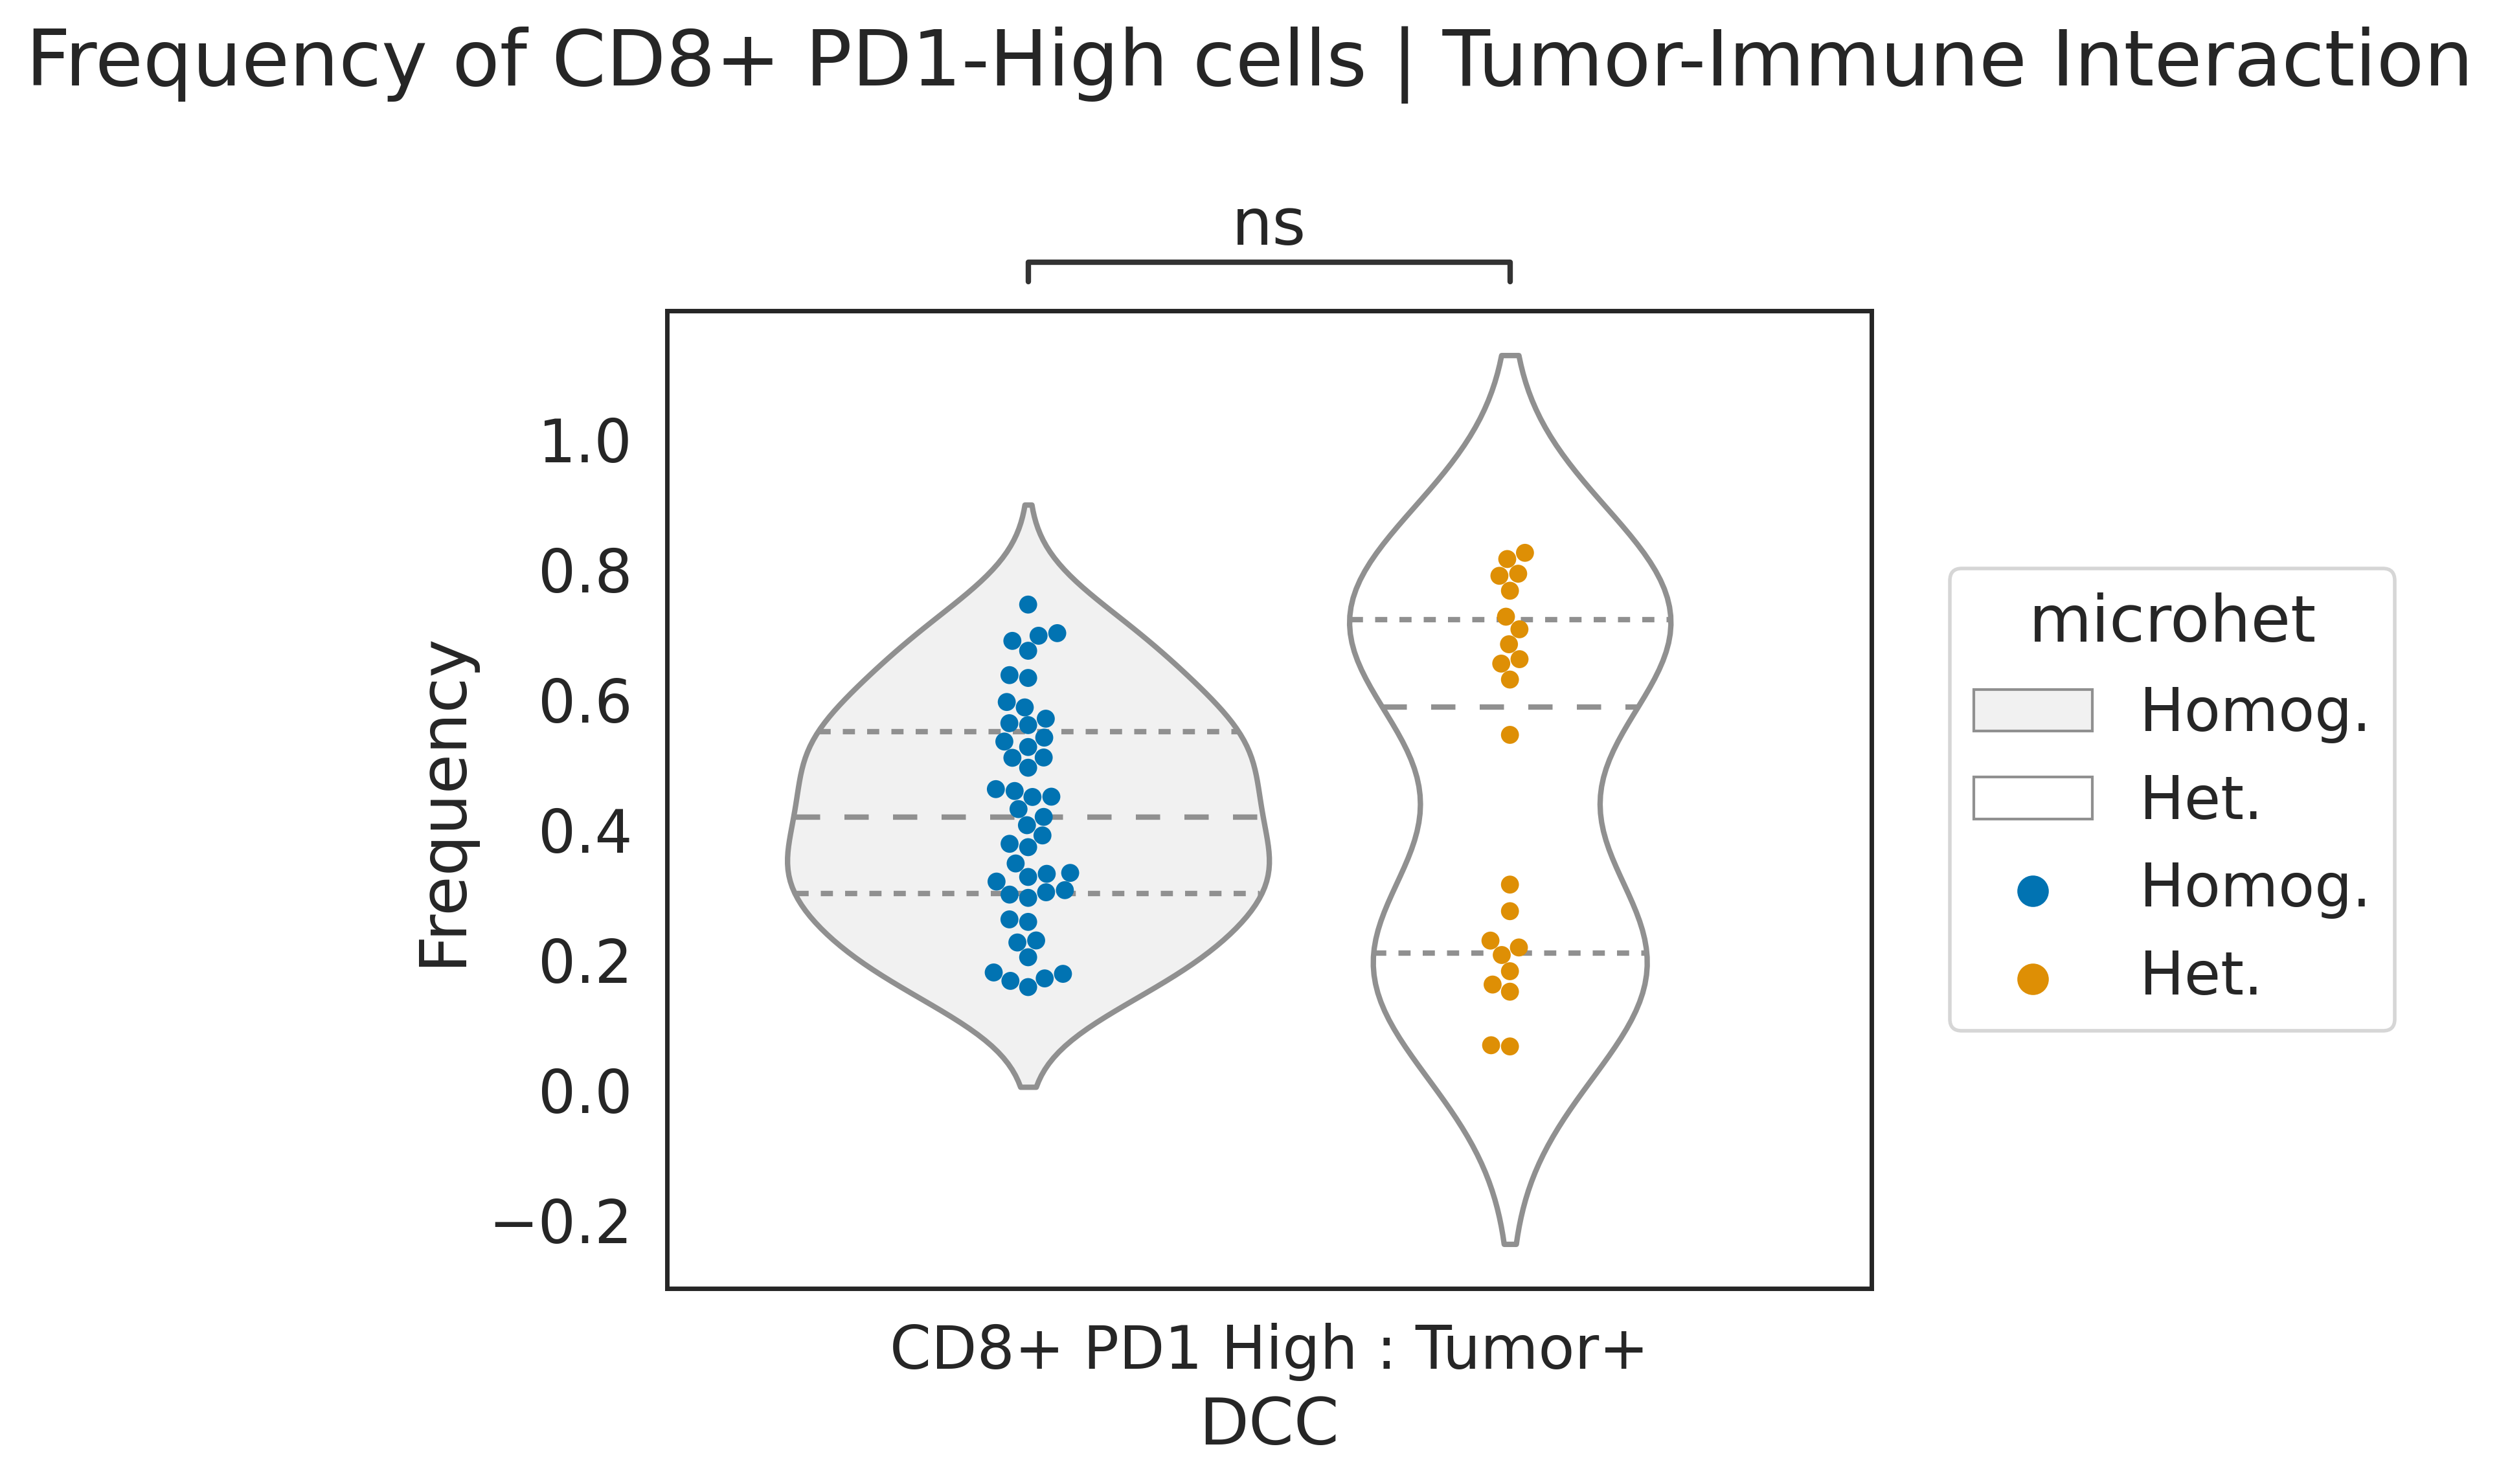 Frequency of CD8+ PD1-High cells | Tumor-Immune Interaction
ns
1.0
0.8
0.6
0.4
0.2
0.0
−0.2
Frequency
CD8+ PD1 High : Tumor+
DCC
microhet
Homog.
Het.
Homog.
Het.